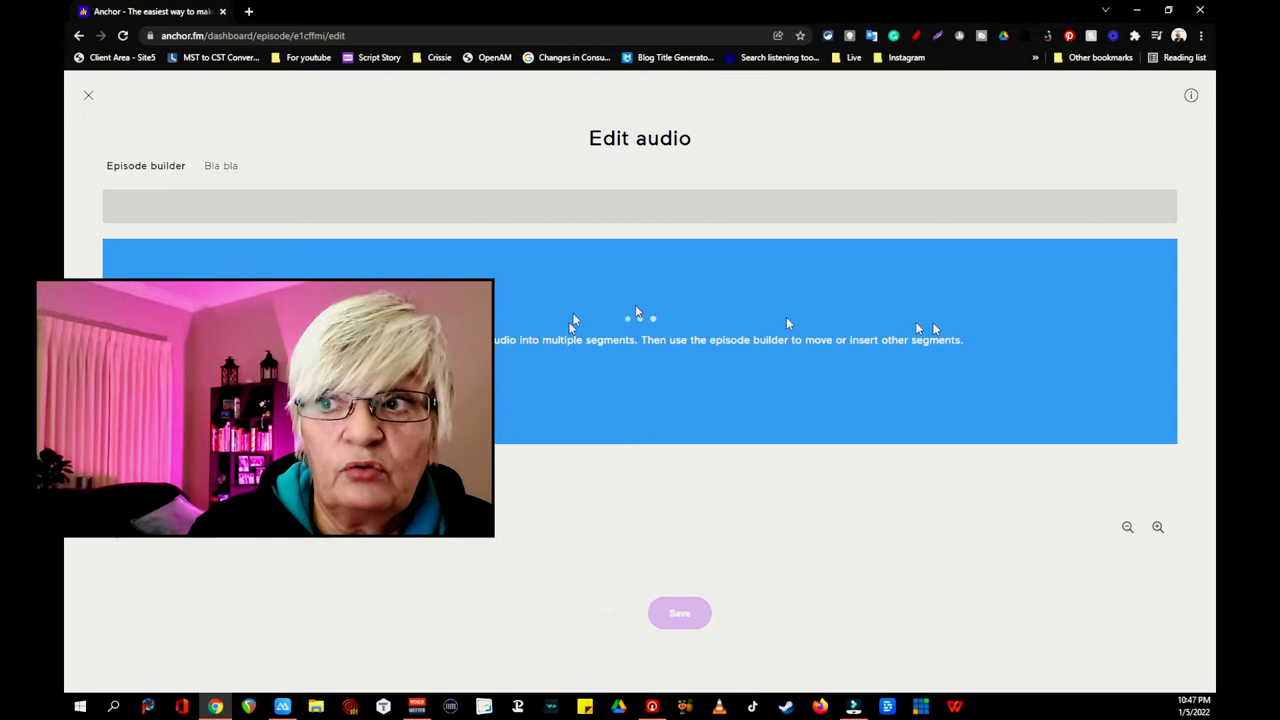 Anchor - The easiest way to mak
anchor.fm/dashboard/episode/e1cffmi/edit
Client Area - Site5
MST to CST Conver...
For youtube
Script Story
Crissie
OpenAM
Changes in Consu...
Blog Title Generato...
Search listening too...
Live
Instagram
»
Other bookmarks
Reading list
Edit audio
Episode builder
Bla bla
udio into multiple segments. Then use the episode builder to move or insert other segments.
Save
10:47 PM
1/5/2022